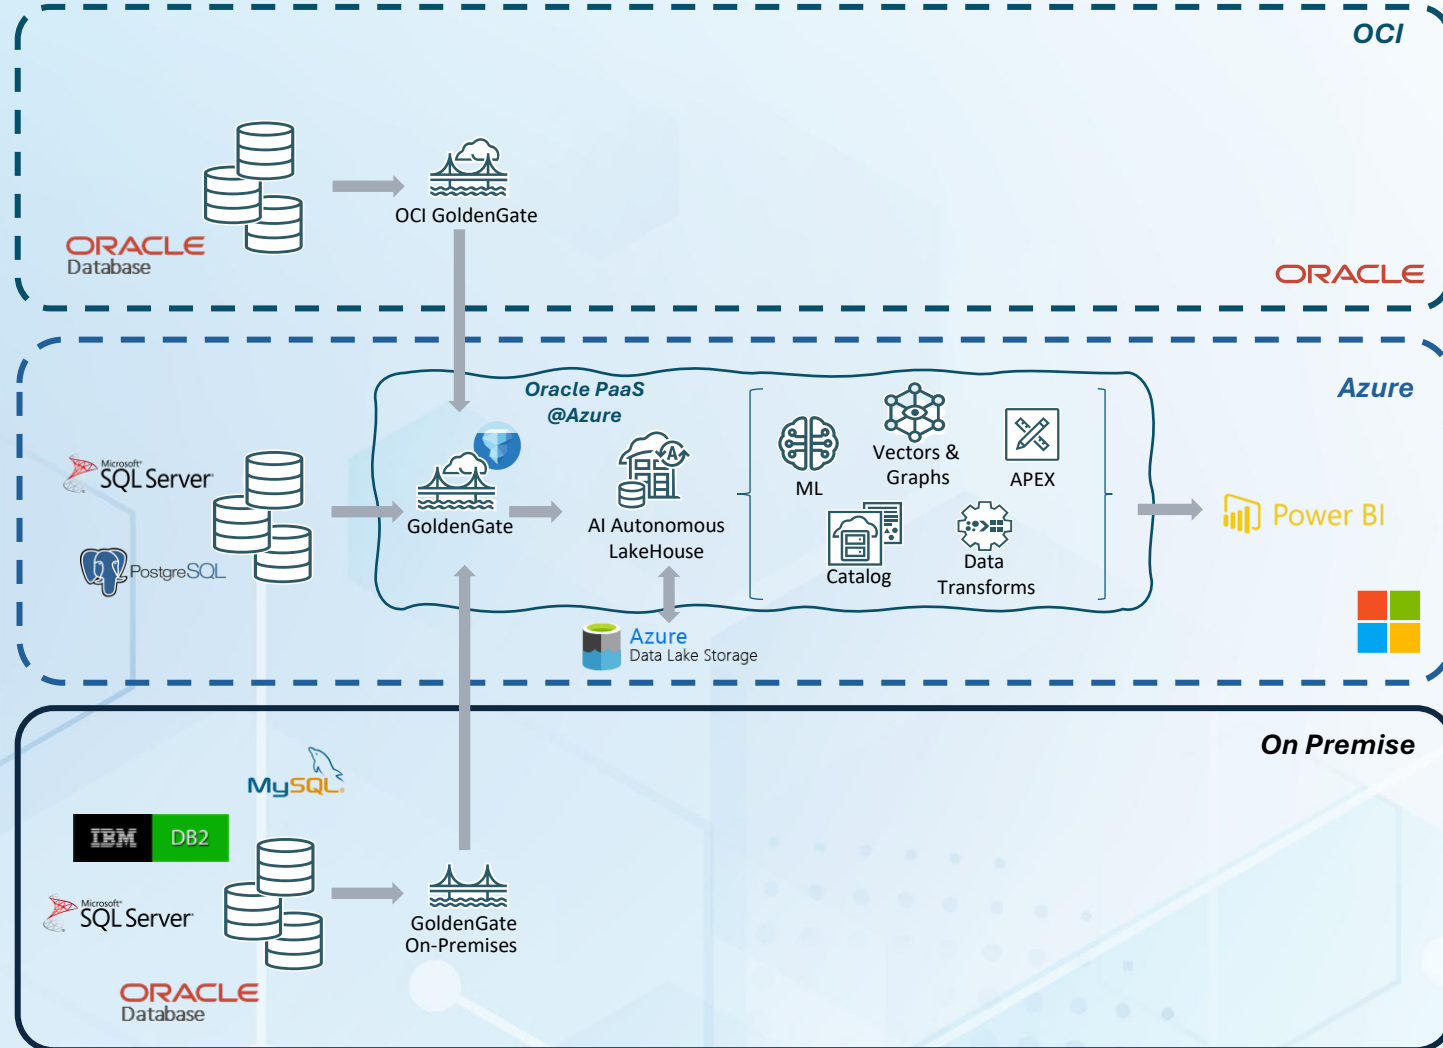 OCI
OCI GoldenGate
ORACLE
Database
ORACLE
Oracle PaaS
@Azure
Azure
Microsoft
SQL Server
PostgreSQL
GoldenGate
A
AI Autonomous
LakeHouse
ML
Vectors &
Graphs
APEX
Catalog
Data
Transforms
Power BI
Azure
Data Lake Storage
On Premise
MySQL
IBM DB2
Microsoft
SQL Server
GoldenGate
On-Premises
ORACLE
Database